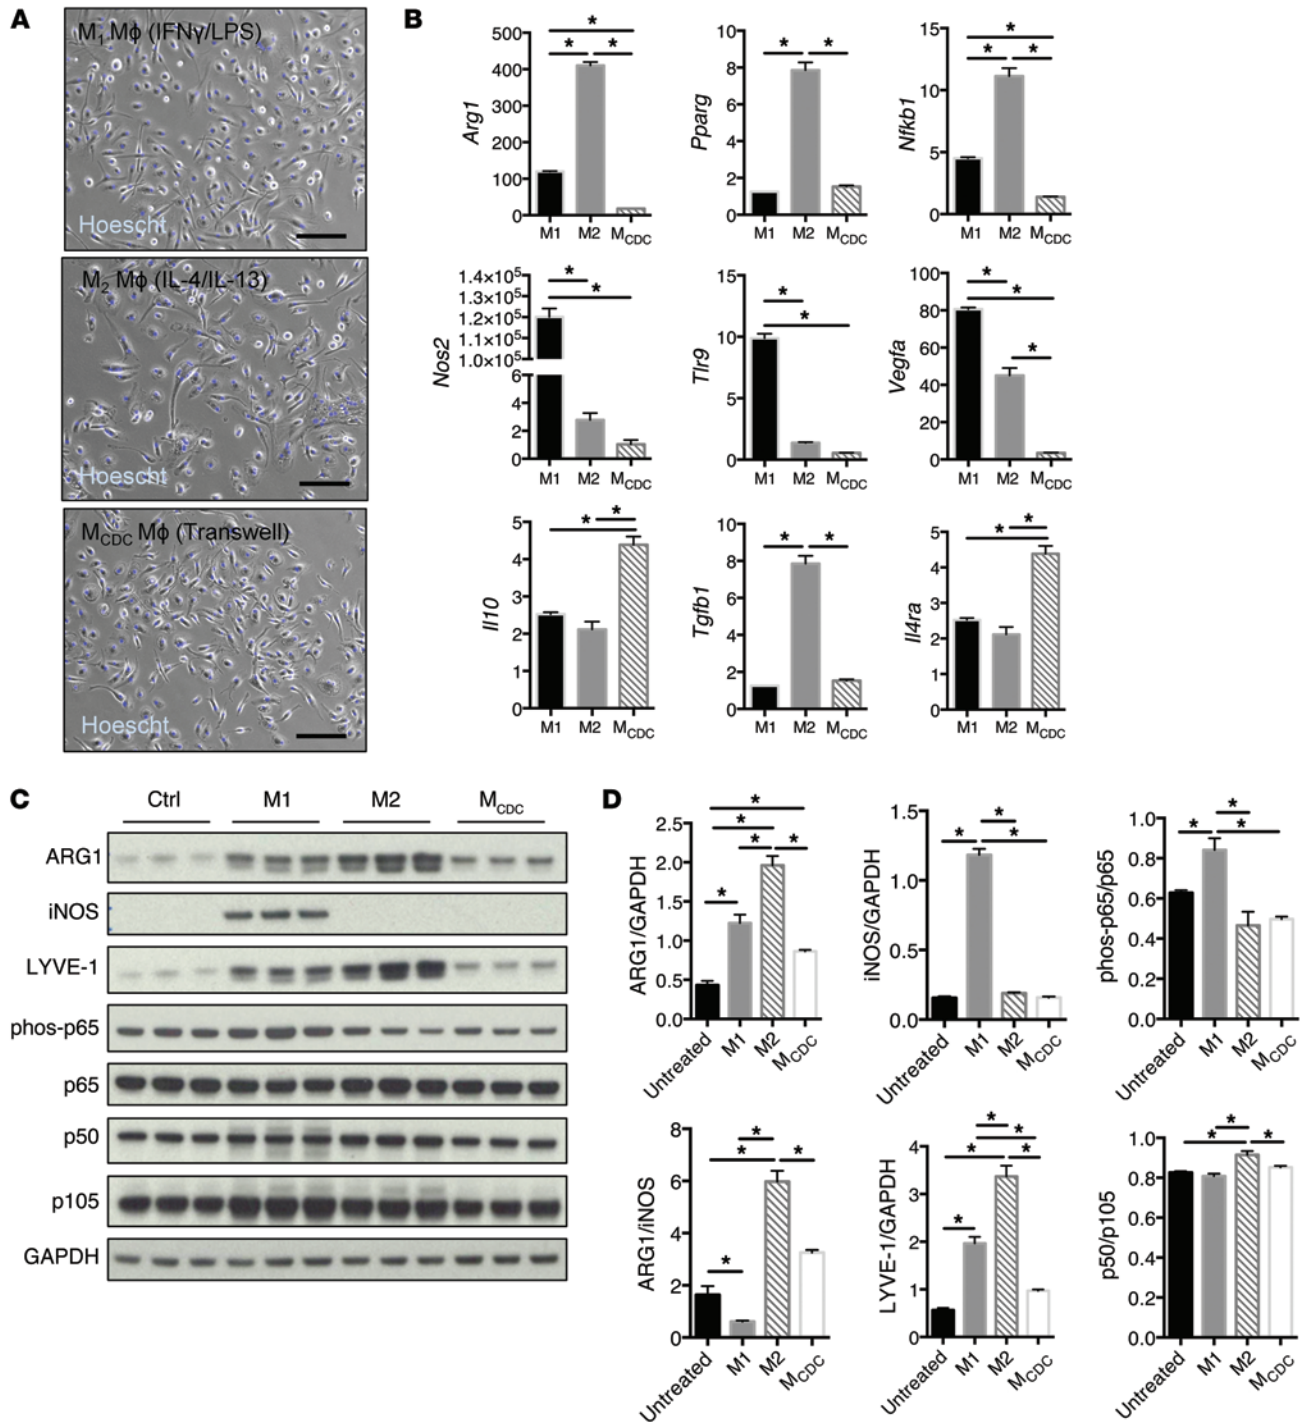 A
M1 Mϕ (IFNγ/LPS)
Hoescht
M2 Mϕ (IL-4/IL-13)
Hoescht
MCDC Mϕ (Transwell)
Hoescht
B
Arg1
500
400
300
200
100
0
* * *
M1 M2 MCDC
Pparg
10
8
6
4
2
0
* *
M1 M2 MCDC
Nfkb1
15
10
5
0
* * *
M1 M2 MCDC
Nos2
1.4×10⁵
1.3×10⁵
1.2×10⁵
1.1×10⁵
1.0×10⁵
6
4
2
0
* *
M1 M2 MCDC
Tlr9
15
10
5
0
* *
M1 M2 MCDC
Vegfa
100
80
60
40
20
0
* * *
M1 M2 MCDC
Il10
5
4
3
2
1
0
* *
M1 M2 MCDC
Tgfb1
10
8
6
4
2
0
* *
M1 M2 MCDC
Il4ra
5
4
3
2
1
0
* *
M1 M2 MCDC
C
Ctrl M1 M2 MCDC
ARG1
iNOS
LYVE-1
phos-p65
p65
p50
p105
GAPDH
D
ARG1/GAPDH
2.5
2.0
1.5
1.0
0.5
0.0
* * * * *
Untreated M1 M2 MCDC
iNOS/GAPDH
1.5
1.0
0.5
0.0
* * *
Untreated M1 M2 MCDC
phos-p65/p65
1.0
0.8
0.6
0.4
0.2
0.0
* * *
Untreated M1 M2 MCDC
ARG1/iNOS
8
6
4
2
0
* * * *
Untreated M1 M2 MCDC
LYVE-1/GAPDH
4
3
2
1
0
* * * * *
Untreated M1 M2 MCDC
p50/p105
1.0
0.8
0.6
0.4
0.2
0.0
* * *
Untreated M1 M2 MCDC